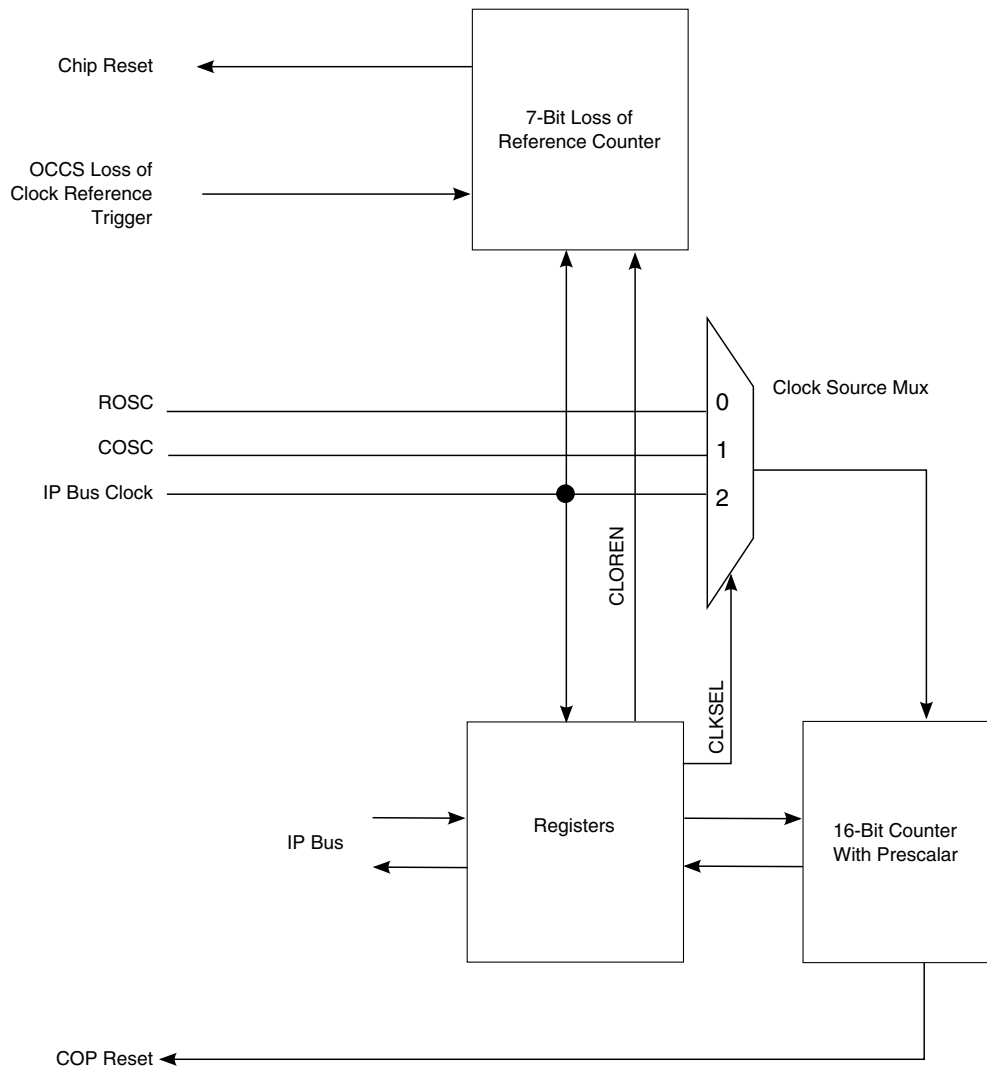 Chip Reset
7-Bit Loss of
Reference Counter
OCCS Loss of
Clock Reference
Trigger
ROSC
COSC
IP Bus Clock
0
1
2
Clock Source Mux
CLOREN
CLKSEL
IP Bus
Registers
16-Bit Counter
With Prescalar
COP Reset